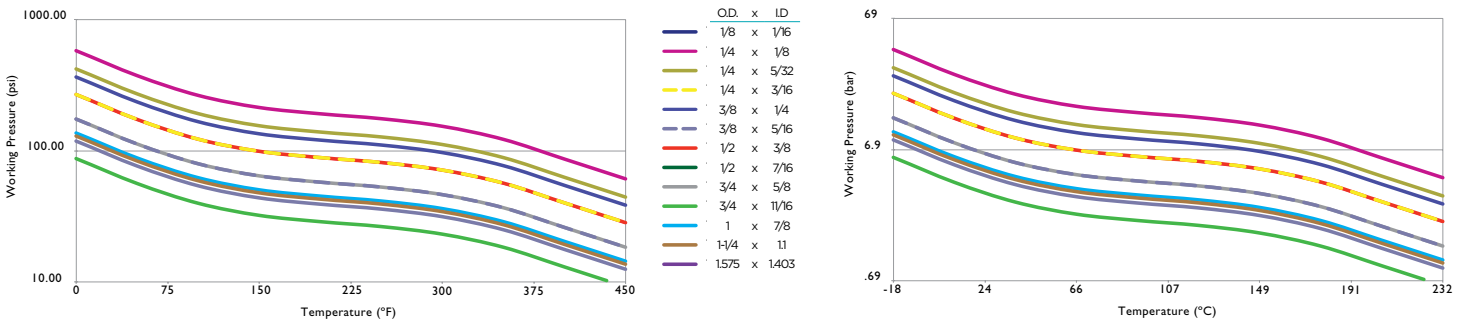 1000.00
100.00
10.00
Working Pressure (psi)
0 75 150 225 300 375 450
Temperature (ºF)
O.D. x I.D
1/8 x 1/16
1/4 x 1/8
1/4 x 5/32
1/4 x 3/16
3/8 x 1/4
3/8 x 5/16
1/2 x 3/8
1/2 x 7/16
3/4 x 5/8
3/4 x 11/16
1 x 7/8
1-1/4 x 1.1
1.575 x 1.403
69
6.9
.69
Working Pressure (bar)
-18 24 66 107 149 191 232
Temperature (ºC)